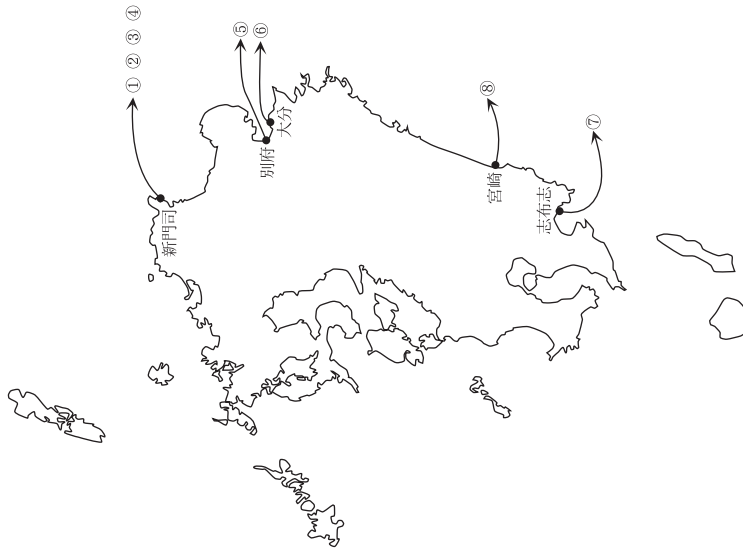 ① ② ③ ④
⑤
⑥
新門司
別府
大分
⑧
宮崎
⑦
志布志